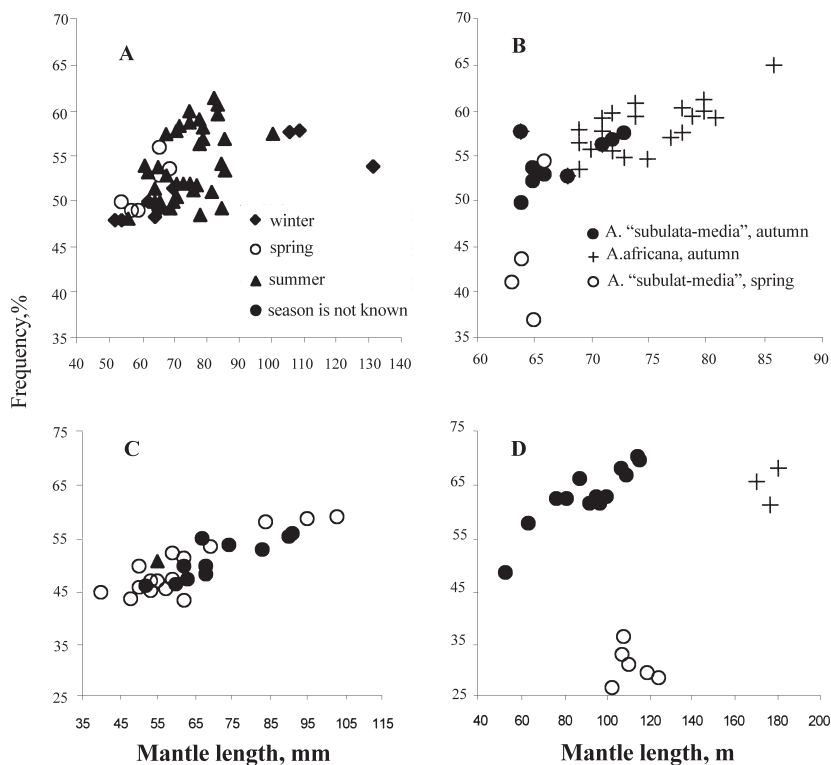 70
65
60
55
50
45
40
35
A
winter
spring
summer
season is not known
40 50 60 70 80 90 100 110 120 130 140
70
65
60
55
50
45
40
35
B
A. “subulata-media”, autumn
A.africana, autumn
A. “subulat-media”, spring
60 65 70 75 80 85 90
Frequency,%
75
65
55
45
35
25
C
35 45 55 65 75 85 95 105 115
Mantle length, mm
75
65
55
45
35
25
D
40 60 80 100 120 140 160 180 200
Mantle length, m